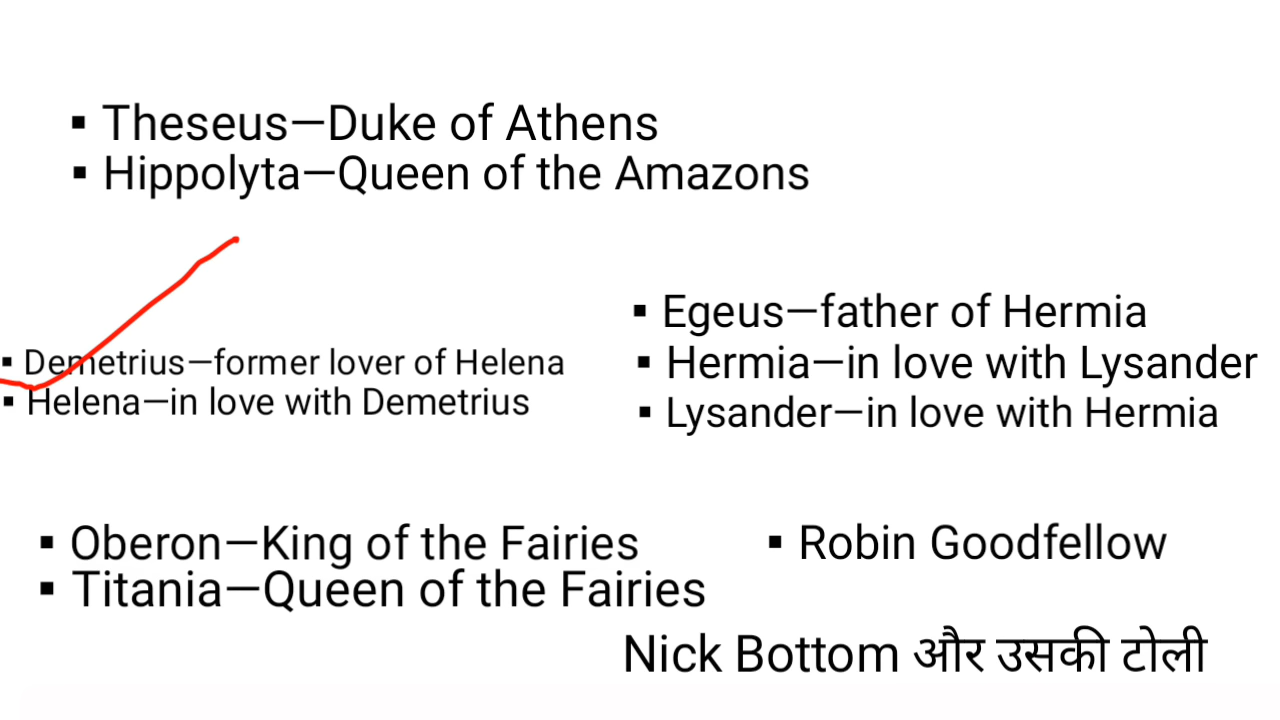 ▪ Theseus—Duke of Athens
▪ Hippolyta—Queen of the Amazons
▪ Demetrius—former lover of Helena
▪ Helena—in love with Demetrius
▪ Egeus—father of Hermia
▪ Hermia—in love with Lysander
▪ Lysander—in love with Hermia
▪ Oberon—King of the Fairies
▪ Titania—Queen of the Fairies
▪ Robin Goodfellow
Nick Bottom और उसकी टोली